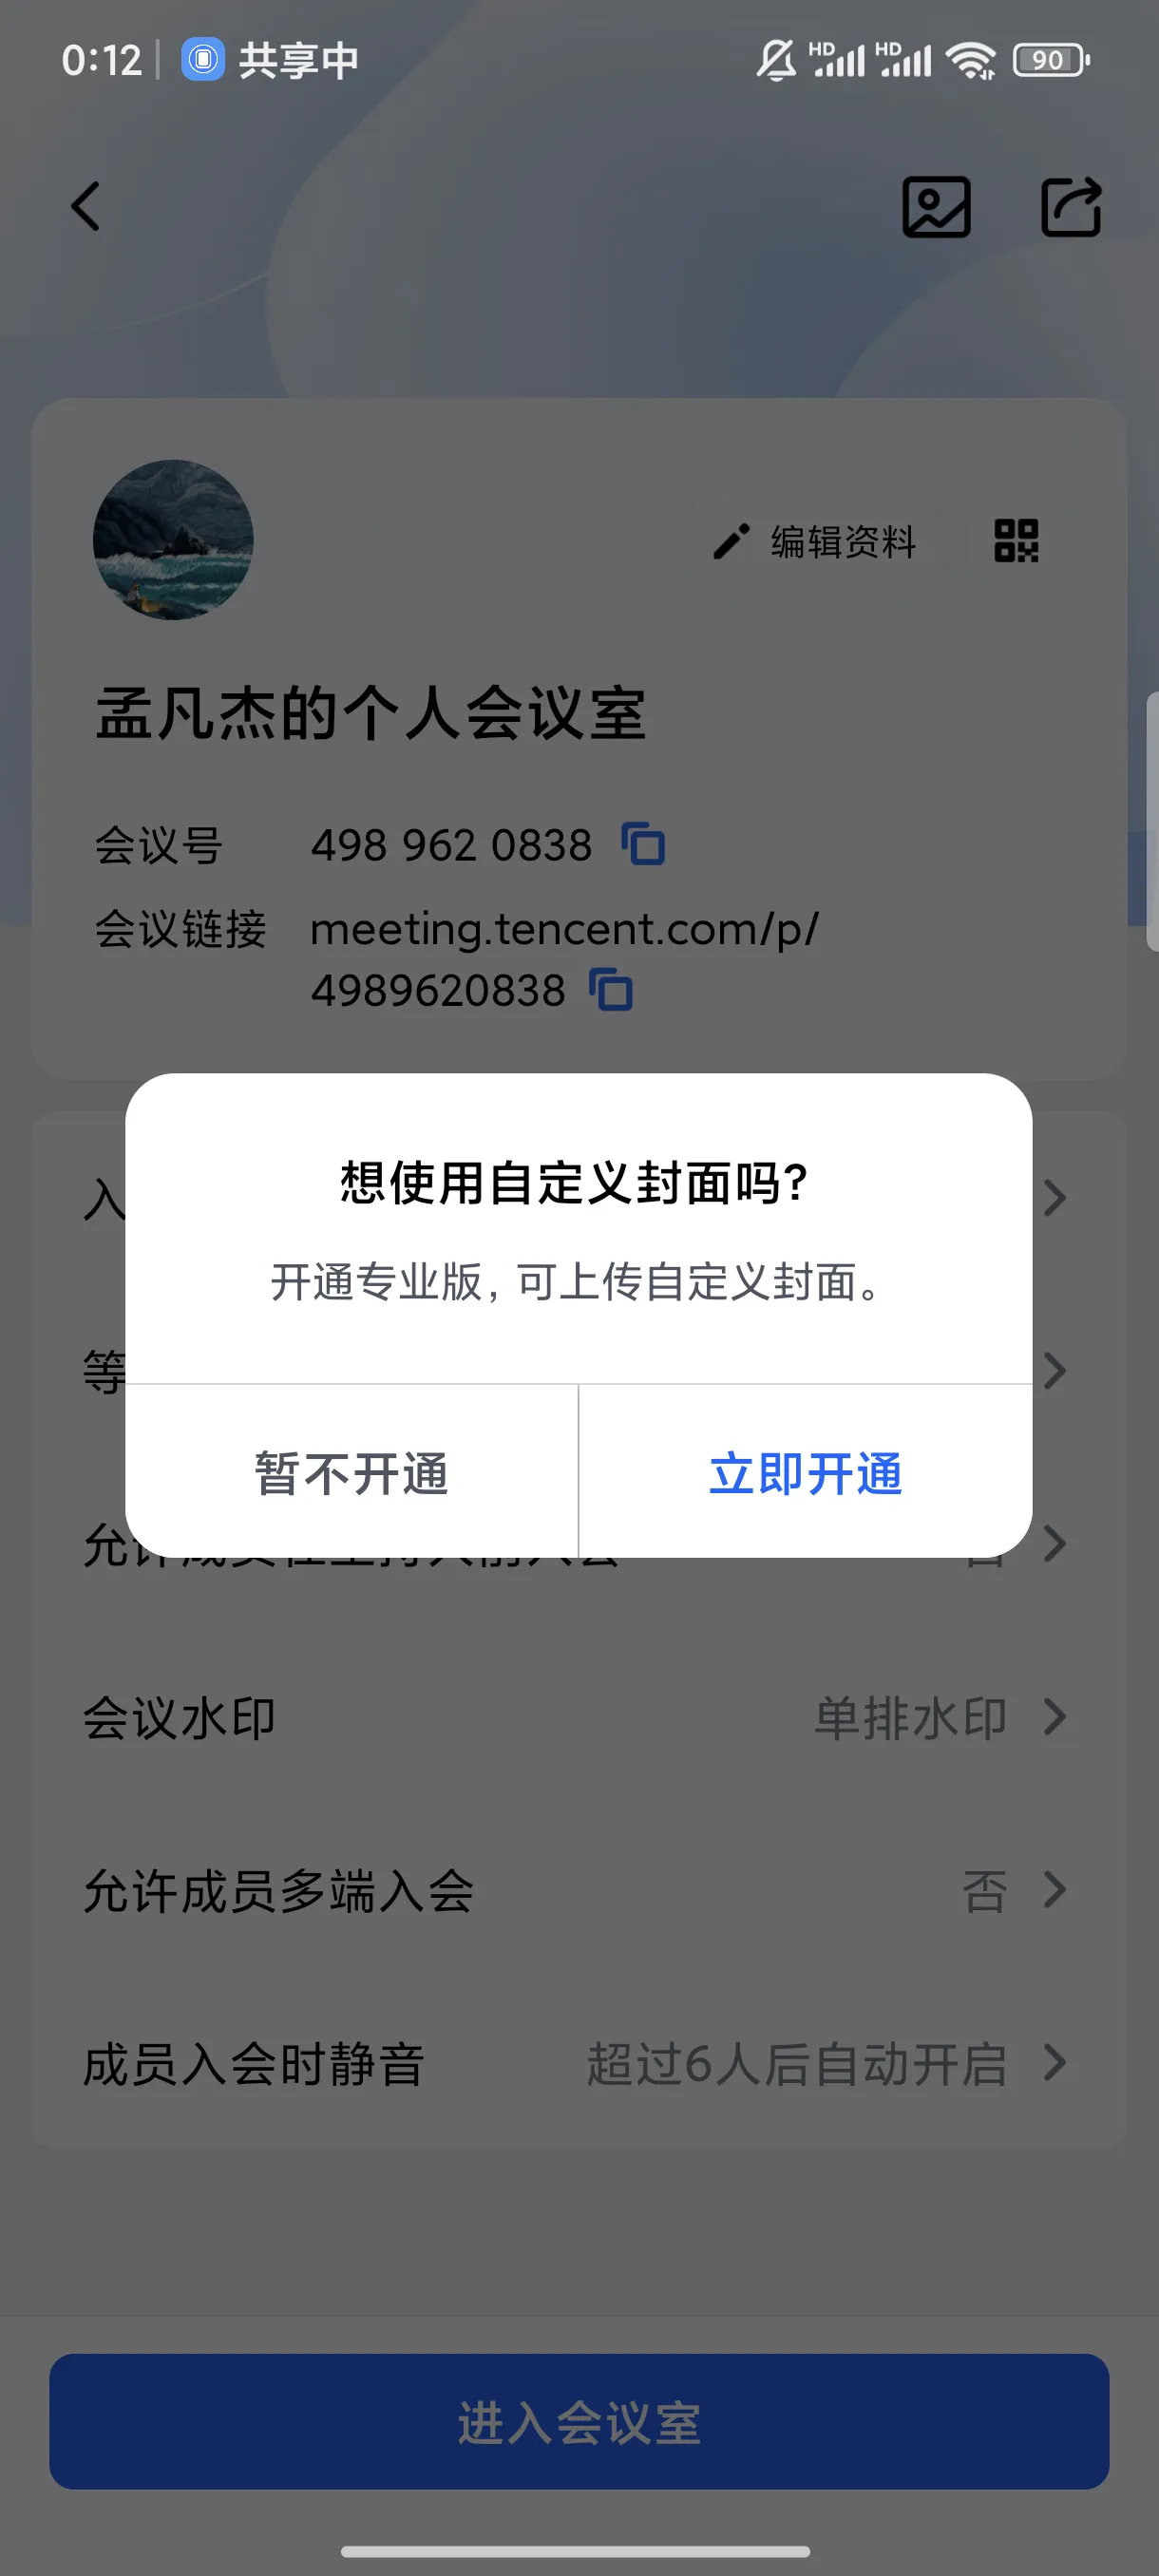 0:12 共享中 HD HD 90
编辑资料
孟凡杰的个人会议室
会议号 498 962 0838
会议链接 meeting.tencent.com/p/
4989620838
想使用自定义封面吗?
开通专业版，可上传自定义封面。
入
等
暂不开通 立即开通
会议水印 单排水印
允许成员多端入会 否
成员入会时静音 超过6人后自动开启
进入会议室